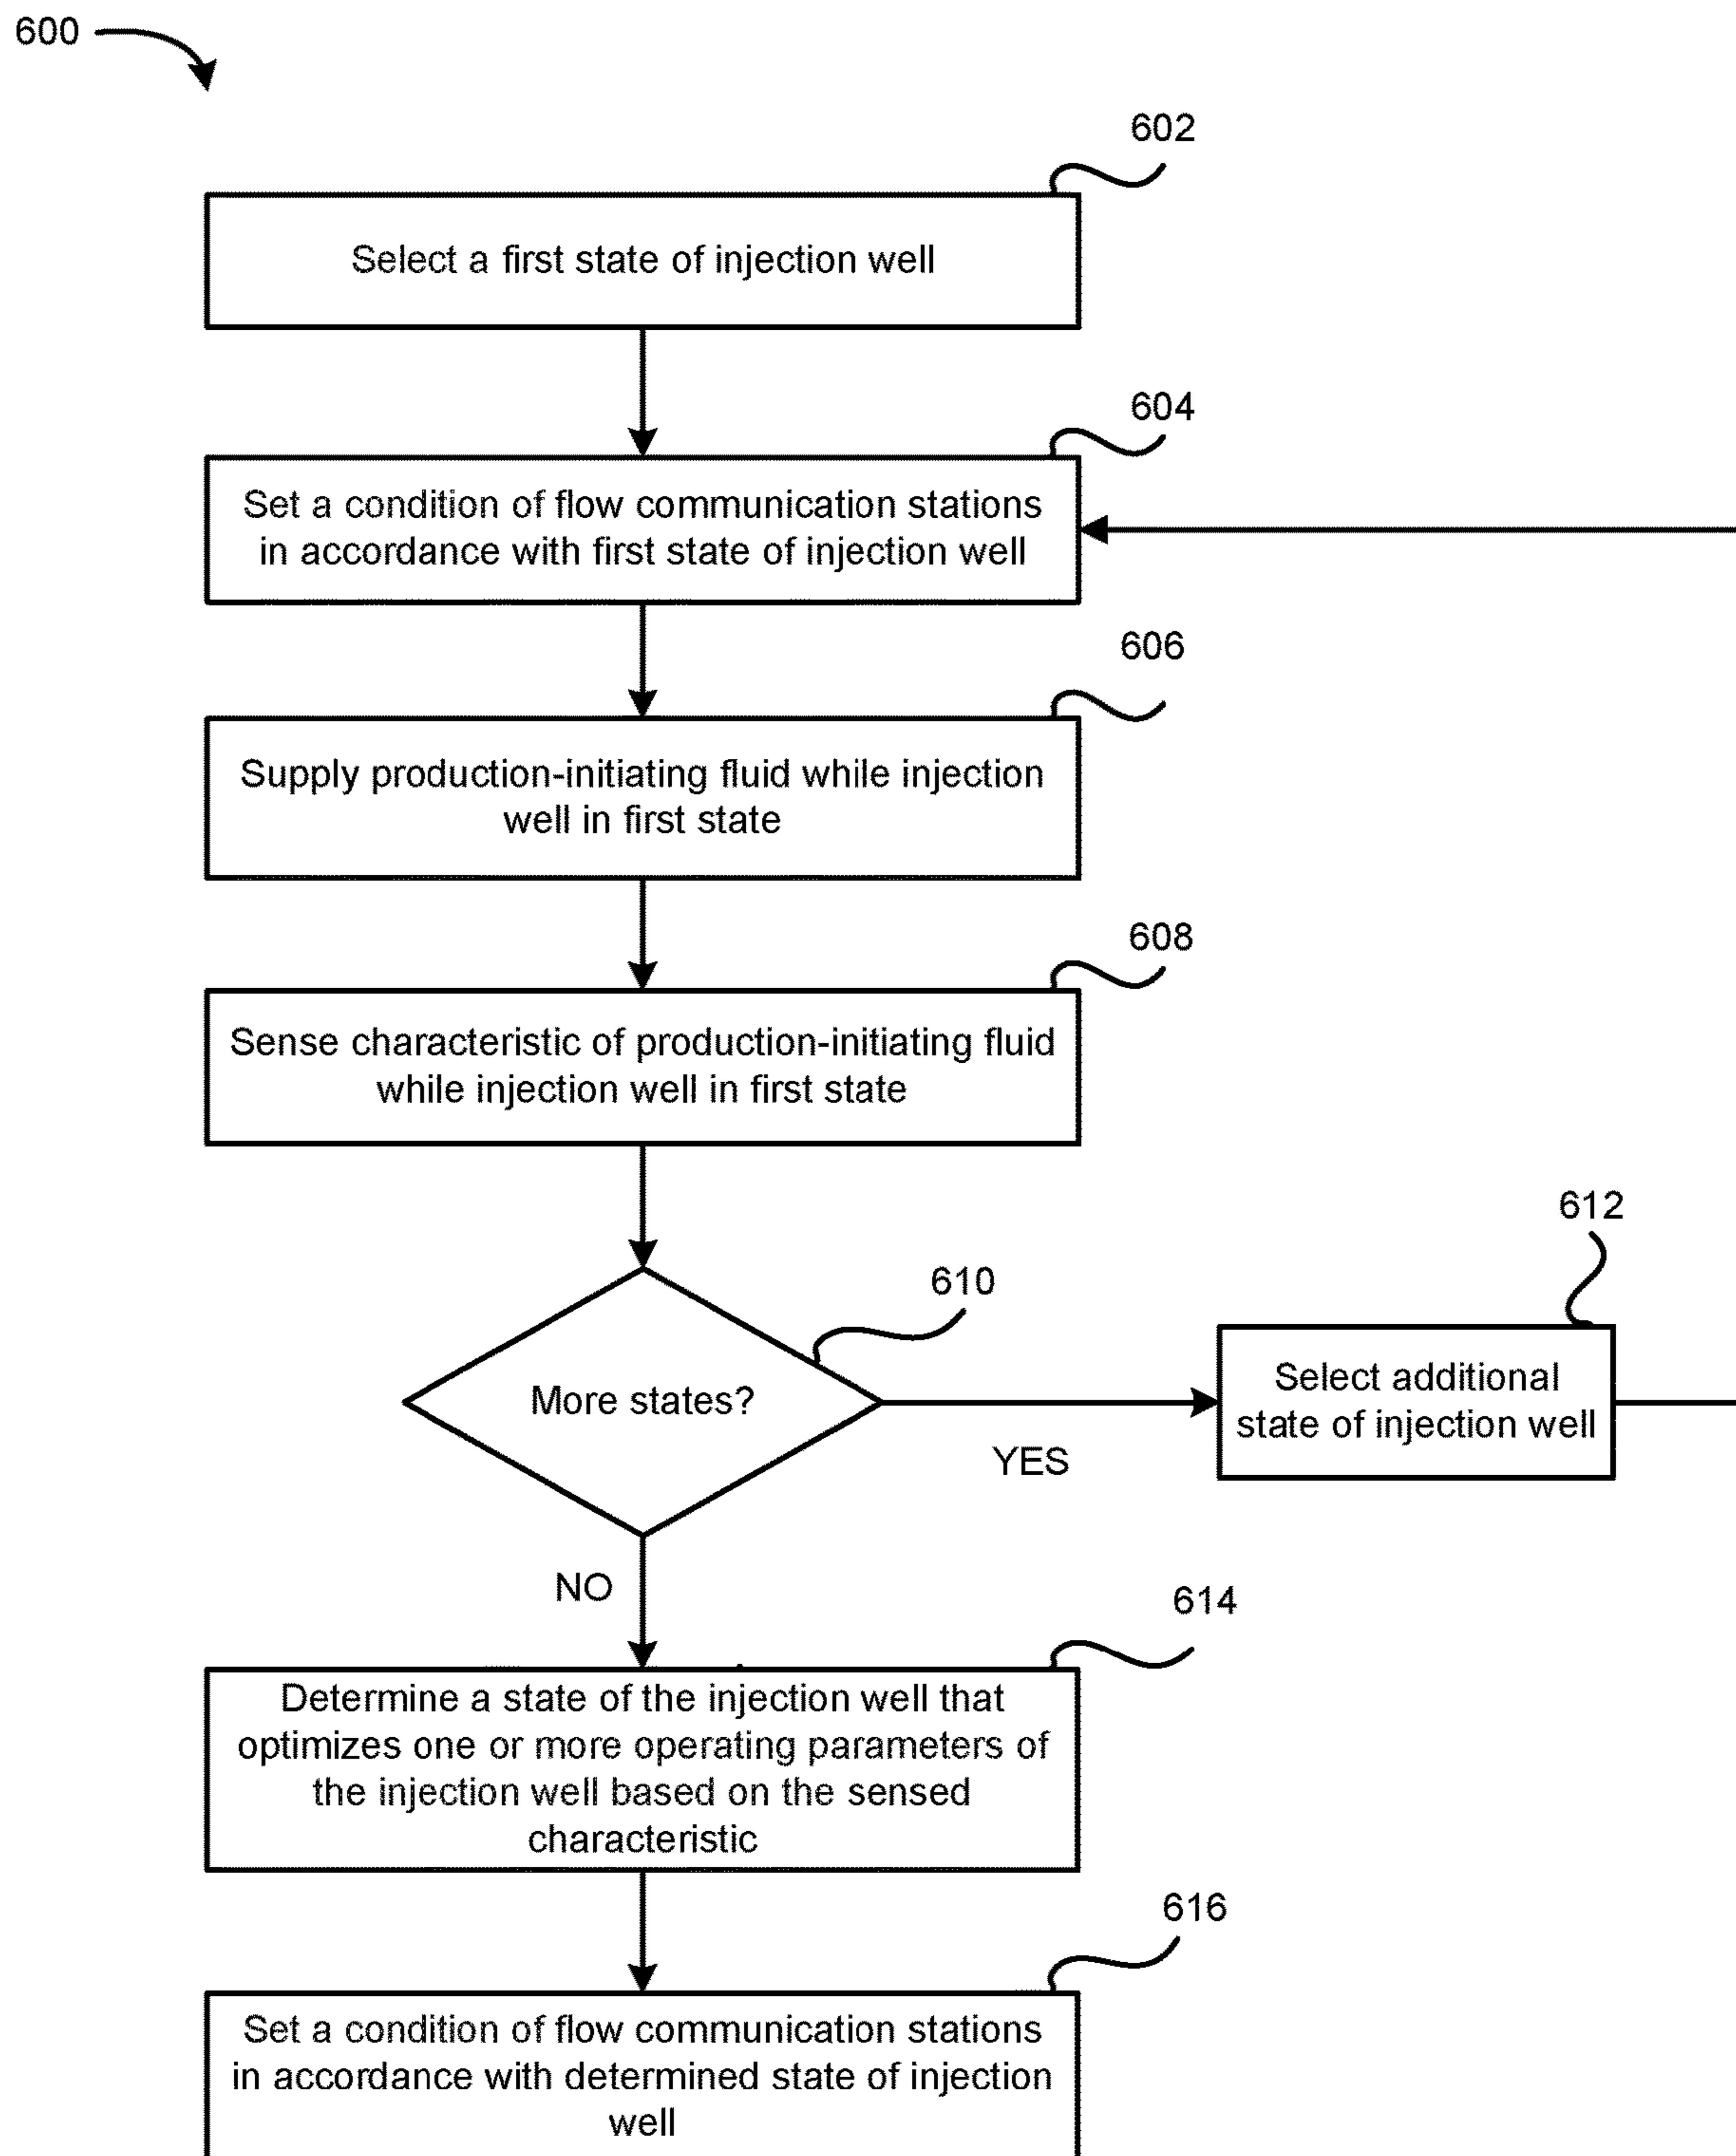 600
602
Select a first state of injection well
604
Set a condition of flow communication stations
in accordance with first state of injection well
606
Supply production-initiating fluid while injection
well in first state
608
Sense characteristic of production-initiating fluid
while injection well in first state
610
More states?
YES
612
Select additional
state of injection well
NO
614
Determine a state of the injection well that
optimizes one or more operating parameters of
the injection well based on the sensed
characteristic
616
Set a condition of flow communication stations
in accordance with determined state of injection
well